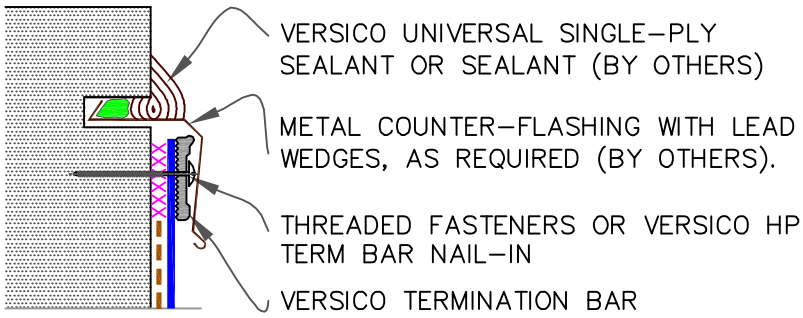 VERSICO UNIVERSAL SINGLE-PLY
SEALANT OR SEALANT (BY OTHERS)
METAL COUNTER-FLASHING WITH LEAD
WEDGES, AS REQUIRED (BY OTHERS).
THREADED FASTENERS OR VERSICO HP
TERM BAR NAIL-IN
VERSICO TERMINATION BAR